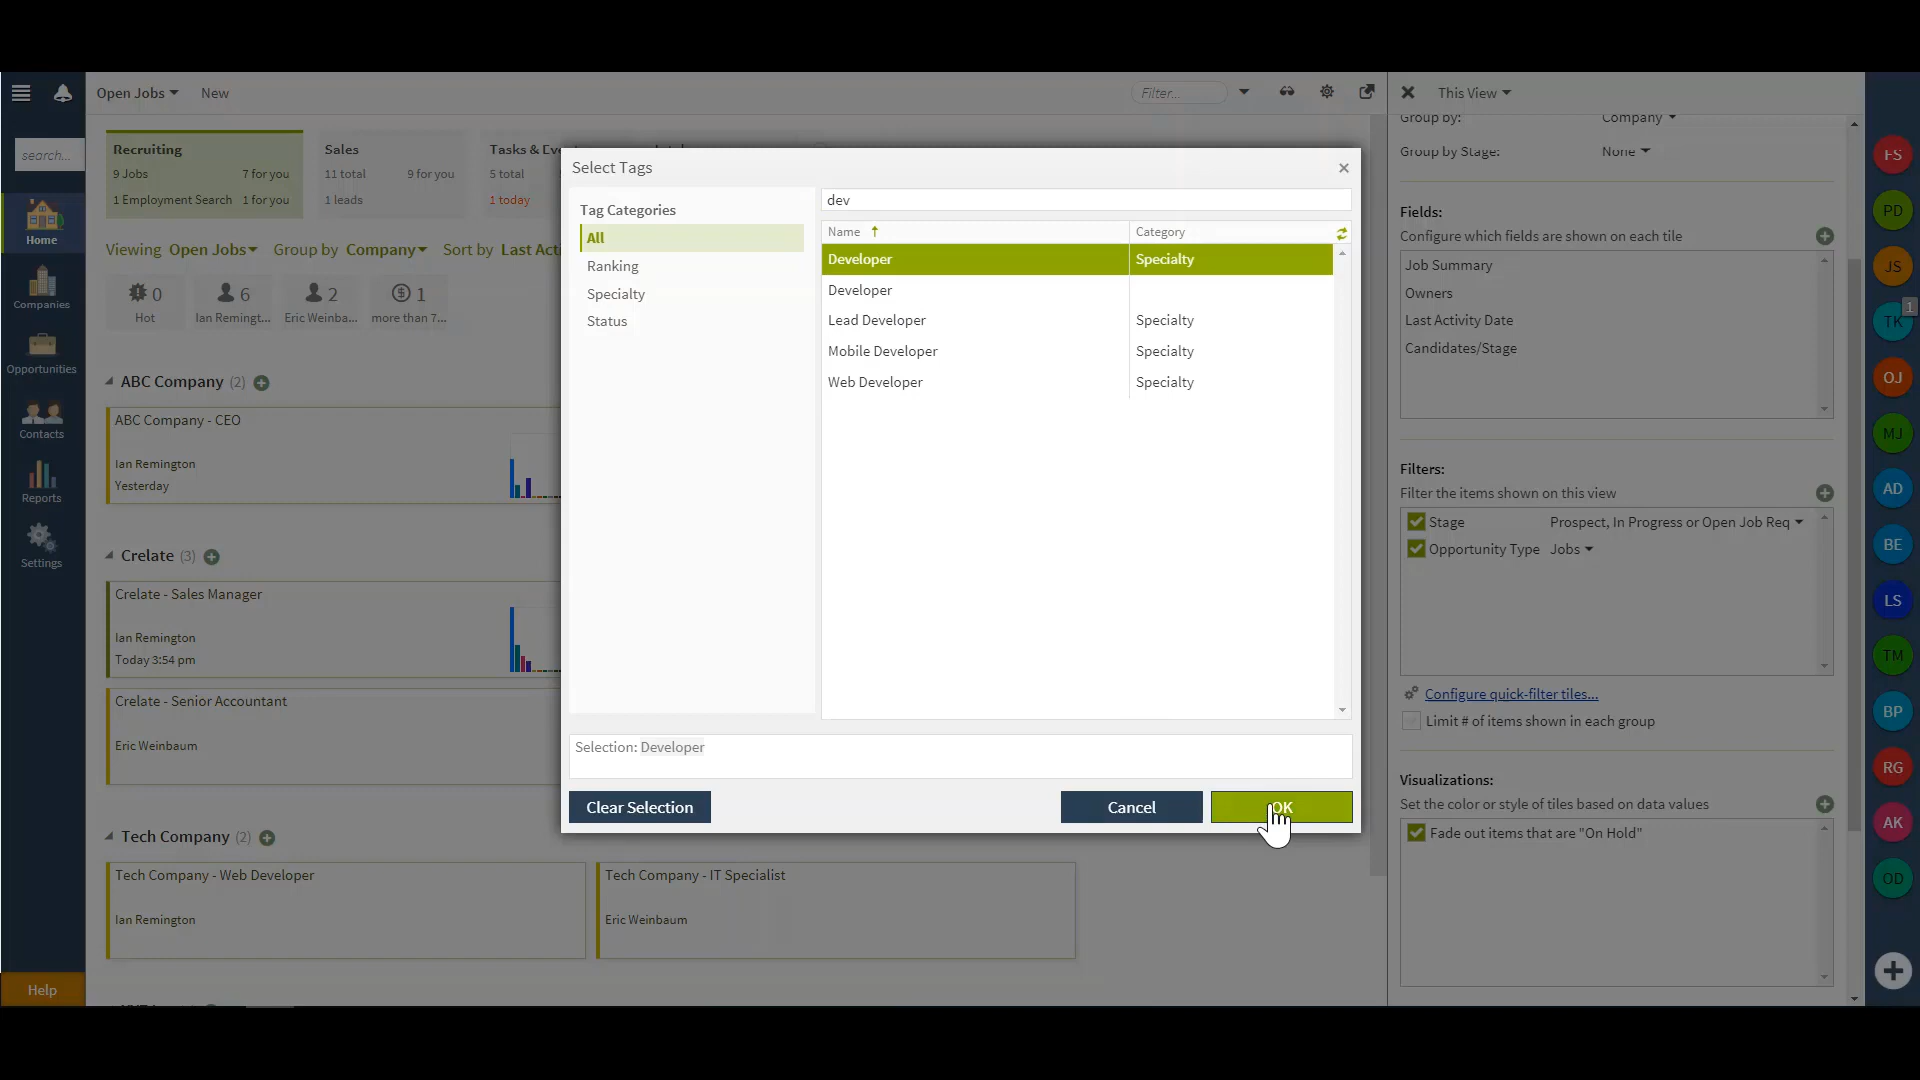 Open Jobs
New
Filter...
This View
search...
Home
Companies
Opportunities
Contacts
Reports
Settings
Help
Recruiting
9 Jobs
7 for you
1 Employment Search
1 for you
Sales
11 total
9 for you
1 leads
Tasks &
5 total
1 today
Viewing Open Jobs Group by Company Sort by Last
0
Hot
6
Ian Remingt...
2
Eric Weinba...
1
more than 7...
ABC Company (2)
ABC Company - CEO
Ian Remington
Yesterday
Crelate (3)
Crelate - Sales Manager
Ian Remington
Today 3:54 pm
Crelate - Senior Accountant
Eric Weinbaum
Tech Company (2)
Tech Company - Web Developer
Ian Remington
Tech Company - IT Specialist
Eric Weinbaum
Select Tags
Tag Categories
All
Ranking
Specialty
Status
dev
Name
Category
Developer
Specialty
Developer
Lead Developer
Specialty
Mobile Developer
Specialty
Web Developer
Specialty
Selection: Developer
Clear Selection
Cancel
OK
Group by:
Company
Group by Stage:
None
Fields:
Configure which fields are shown on each tile
Job Summary
Owners
Last Activity Date
Candidates/Stage
Filters:
Filter the items shown on this view
Stage
Prospect, In Progress or Open Job Req
Opportunity Type
Jobs
Configure quick-filter tiles...
Limit # of items shown in each group
Visualizations:
Set the color or style of tiles based on data values
Fade out items that are "On Hold"
FS
PD
JS
1
TK
OJ
MJ
AD
BE
LS
TM
BP
RG
AK
OD